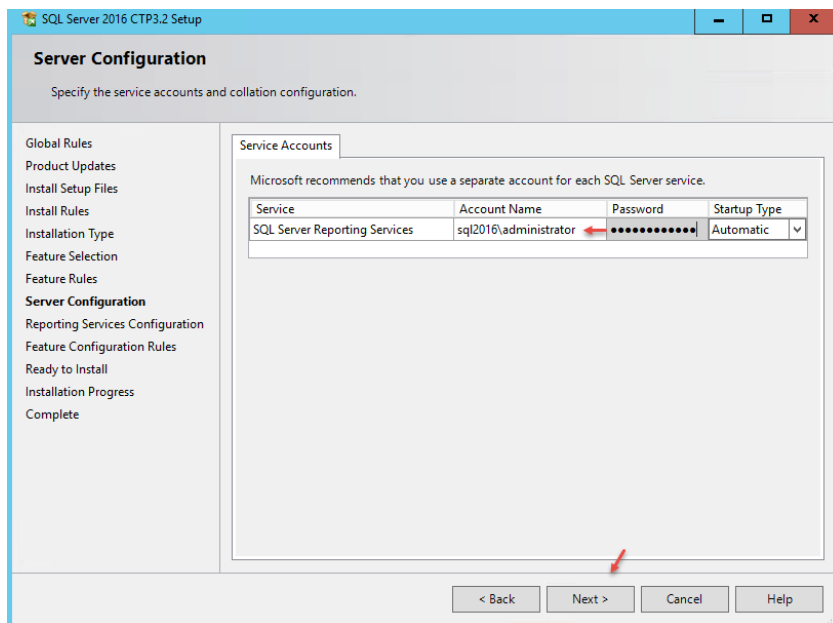 SQL Server 2016 CTP3.2 Setup
Server Configuration
Specify the service accounts and collation configuration.
Global Rules
Product Updates
Install Setup Files
Install Rules
Installation Type
Feature Selection
Feature Rules
Server Configuration
Reporting Services Configuration
Feature Configuration Rules
Ready to Install
Installation Progress
Complete
Service Accounts
Microsoft recommends that you use a separate account for each SQL Server service.
Service Account Name Password Startup Type
SQL Server Reporting Services sql2016\administrator ●●●●●●●●●●●●● Automatic
< Back Next > Cancel Help